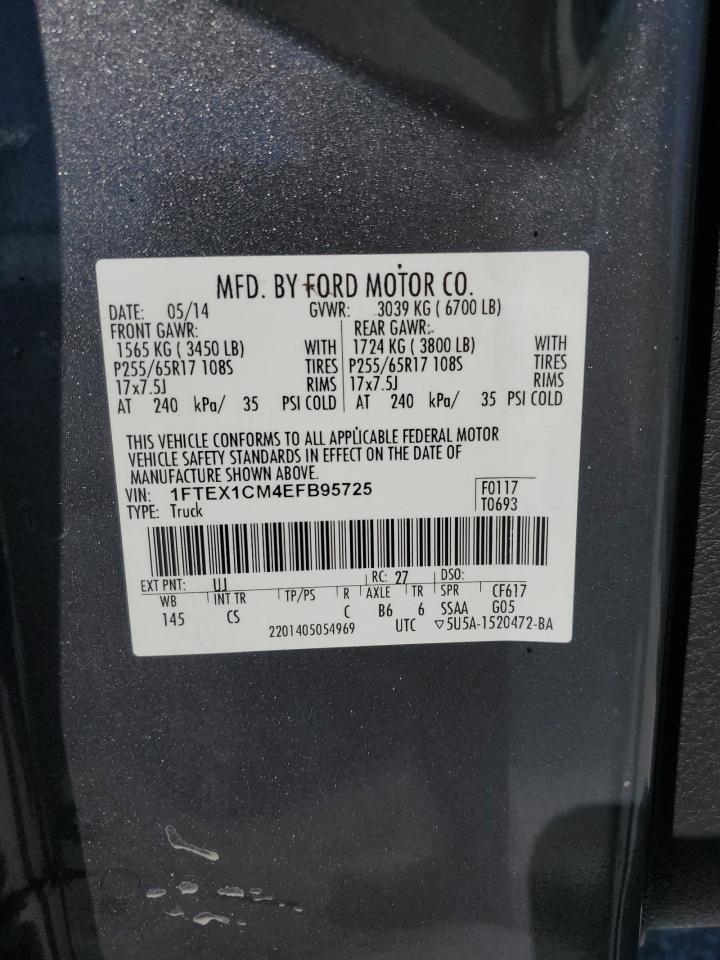 MFD. BY FORD MOTOR CO.
DATE: 05/14 GVWR: 3039 KG ( 6700 LB)
FRONT GAWR: REAR GAWR:
1565 KG ( 3450 LB) WITH 1724 KG ( 3800 LB) WITH
P255/65R17 108S TIRES P255/65R17 108S TIRES
17x7.5J RIMS 17x7.5J RIMS
AT 240 kPa/ 35 PSI COLD AT 240 kPa/ 35 PSI COLD
THIS VEHICLE CONFORMS TO ALL APPLICABLE FEDERAL MOTOR
VEHICLE SAFETY STANDARDS IN EFFECT ON THE DATE OF
MANUFACTURE SHOWN ABOVE.
VIN: 1FTEX1CM4EFB95725 F0117
TYPE: Truck T0693
EXT PNT: UJ RC: 27 DSO:
WB INT TR TP/PS R AXLE TR SPR CF617
145 CS C B6 6 SSAA G05
2201405054969 UTC ▽5U5A-1520472-BA